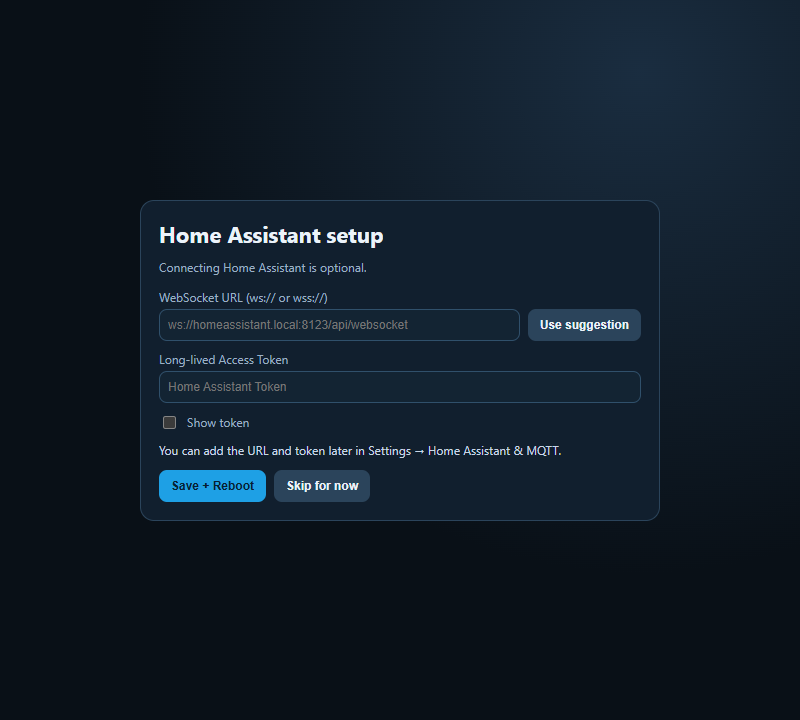 Home Assistant setup
Connecting Home Assistant is optional.
WebSocket URL (ws:// or wss://)
ws://homeassistant.local:8123/api/websocket
Use suggestion
Long-lived Access Token
Home Assistant Token
Show token
You can add the URL and token later in Settings → Home Assistant & MQTT.
Save + Reboot
Skip for now